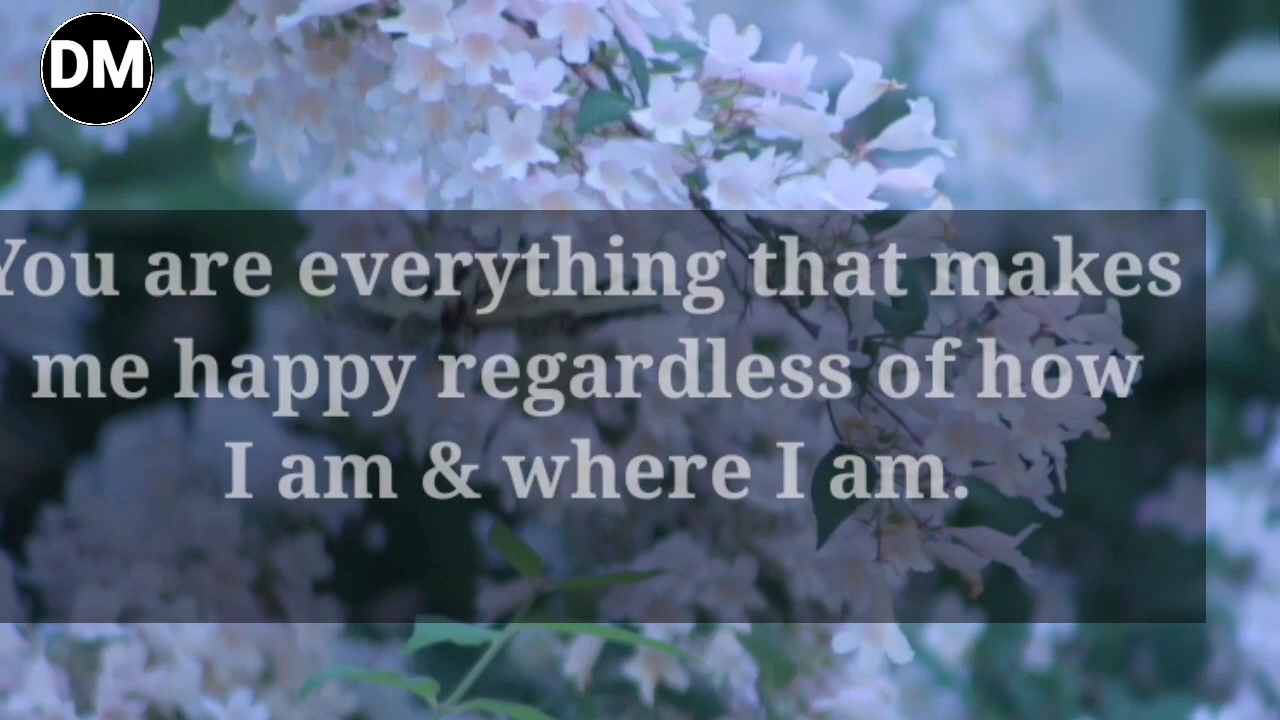 DM
You are everything that makes
me happy regardless of how
I am & where I am.